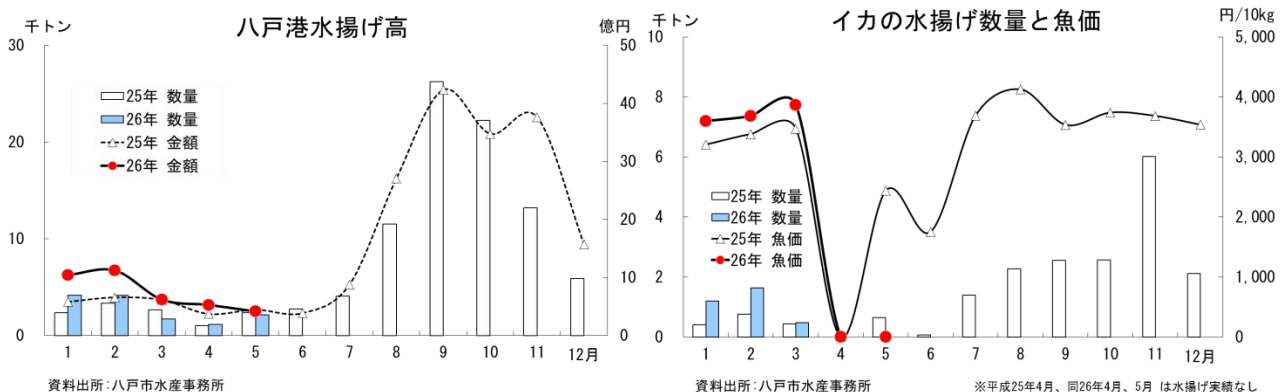 八戸港水揚げ高
千トン
億円
30
20
10
0
50
40
30
20
10
0
25年 数量
26年 数量
25年 金額
26年 金額
1 2 3 4 5 6 7 8 9 10 11 12月
資料出所：八戸市水産事務所
イカの水揚げ数量と魚価
千トン
円/10kg
10
8
6
4
2
0
5,000
4,000
3,000
2,000
1,000
0
25年 数量
26年 数量
25年 魚価
26年 魚価
1 2 3 4 5 6 7 8 9 10 11 12月
資料出所：八戸市水産事務所
※平成25年4月、同26年4月、5月 は水揚げ実績なし